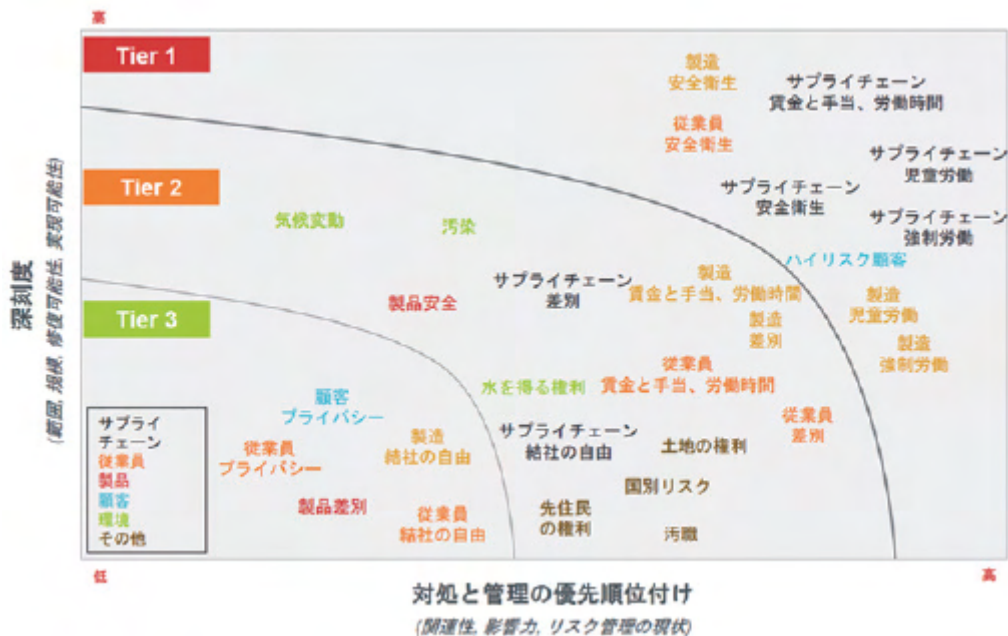 高
Tier 1
製造
安全衛生
サプライチェーン
賃金と手当、労働時間
従業員
安全衛生
サプライチェーン
児童労働
Tier 2
サプライチェーン
安全衛生
気候変動
汚染
サプライチェーン
強制労働
ハイリスク顧客
サプライチェーン
差別
製造
賃金と手当、労働時間
製品安全
製造
児童労働
Tier 3
製造
差別
製造
強制労働
従業員
賃金と手当、労働時間
水を得る権利
顧客
プライバシー
従業員
差別
サプライチェーン
結社の自由
製造
結社の自由
土地の権利
従業員
プライバシー
国別リスク
製品差別
先住民
の権利
従業員
結社の自由
汚職
サプライ
チェーン
従業員
製品
顧客
環境
その他
深刻度
(範囲, 規模, 修復可能性, 実現可能性)
低
高
対処と管理の優先順位付け
(関連性, 影響力, リスク管理の現状)